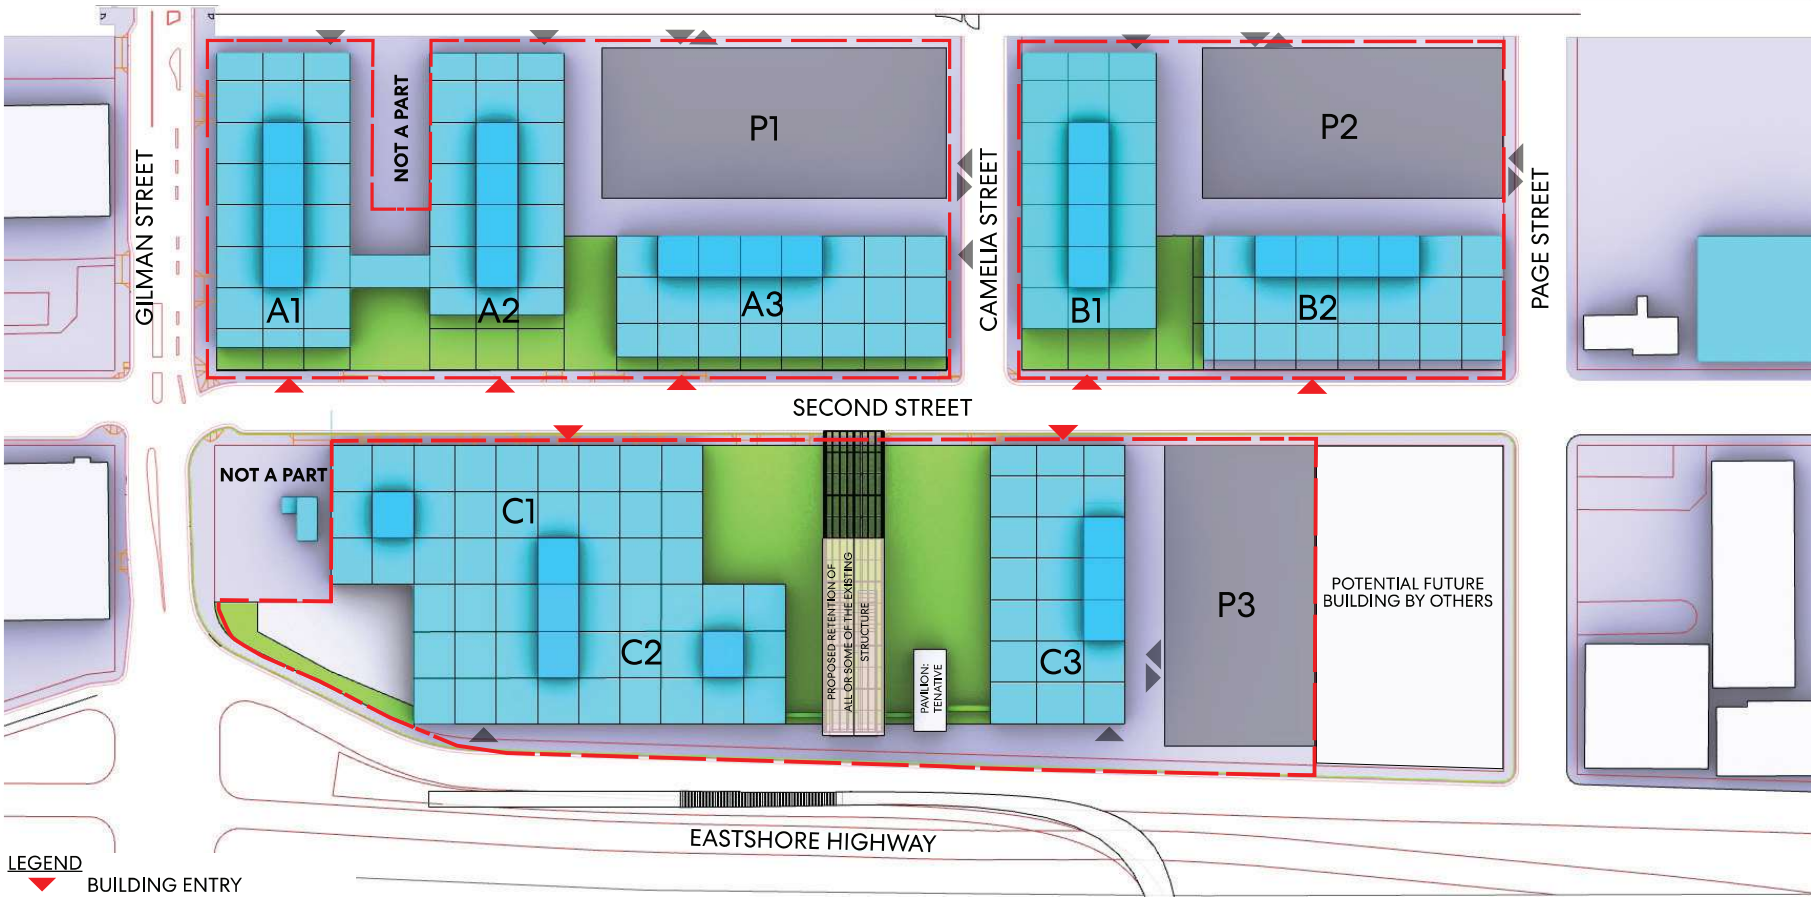 GILMAN STREET
NOT A PART
P1
P2
CAMELIA STREET
PAGE STREET
A1
A2
A3
B1
B2
SECOND STREET
NOT A PART
C1
C2
PROPOSED RETENTION OF
ALL OR SOME OF THE EXISTING
STRUCTURE
PAVILION:
TENATIVE
C3
P3
POTENTIAL FUTURE
BUILDING BY OTHERS
EASTSHORE HIGHWAY
LEGEND
BUILDING ENTRY